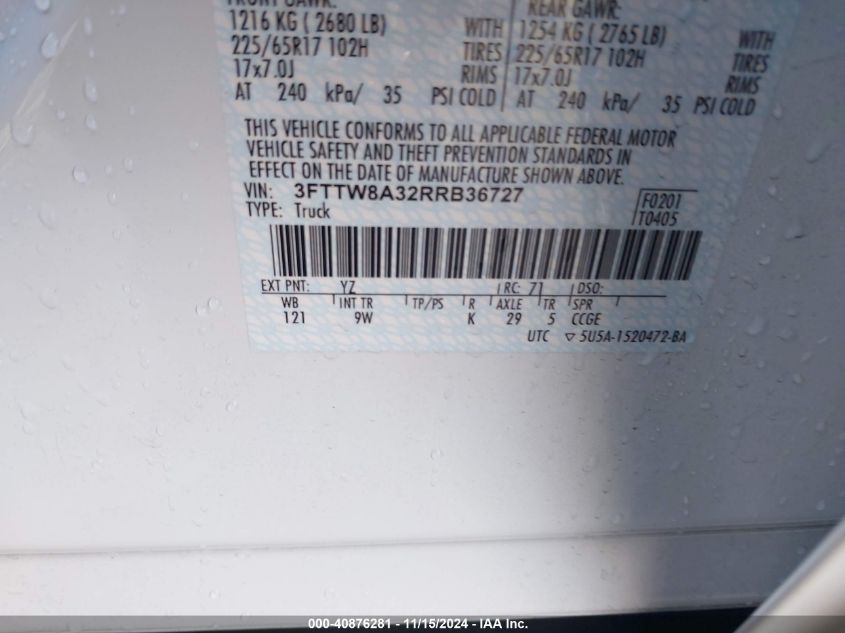 FRONT GAWR:
1216 KG ( 2680 LB) WITH
225/65R17 102H TIRES
17x7.0J RIMS
AT 240 kPa/ 35 PSI COLD
REAR GAWR:
1254 KG ( 2765 LB) WITH
225/65R17 102H TIRES
17x7.0J RIMS
AT 240 kPa/ 35 PSI COLD
THIS VEHICLE CONFORMS TO ALL APPLICABLE FEDERAL MOTOR
VEHICLE SAFETY AND THEFT PREVENTION STANDARDS IN
EFFECT ON THE DATE OF MANUFACTURE SHOWN ABOVE.
VIN: 3FTTW8A32RRB36727
TYPE: Truck
F0201
T0405
EXT PNT: YZ RC: 71 DSO:
WB INT TR TP/PS R AXLE TR SPR
121 9W K 29 5 CCGE
UTC ▽ 5U5A-1520472-BA
000-40876281 - 11/15/2024 - IAA Inc.